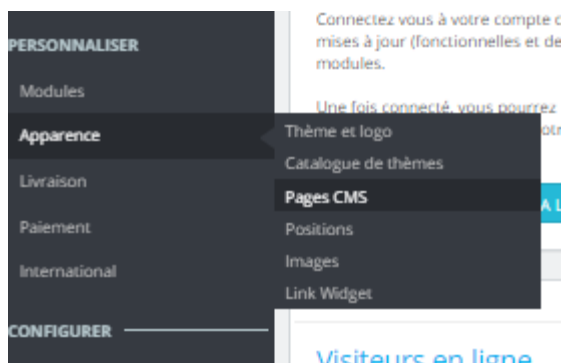 PERSONNALISER
Modules
Apparence
Livraison
Paiement
International
CONFIGURER
Connectez vous à votre compte
mises à jour (fonctionnelles et de
modules.
Une fois connecté, vous pourrez
Thème et logo
Catalogue de thèmes
Pages CMS
Positions
Images
Link Widget
Visiteurs en ligne